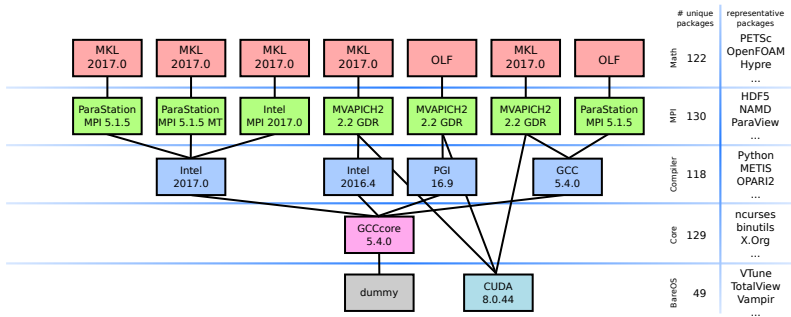 # unique
packages
representative
packages
MKL
2017.0
MKL
2017.0
MKL
2017.0
MKL
2017.0
OLF
MKL
2017.0
OLF
Math
122
PETSc
OpenFOAM
Hypre
...
ParaStation
MPI 5.1.5
ParaStation
MPI 5.1.5 MT
Intel
MPI 2017.0
MVAPICH2
2.2 GDR
MVAPICH2
2.2 GDR
MVAPICH2
2.2 GDR
ParaStation
MPI 5.1.5
MPI
130
HDF5
NAMD
ParaView
...
Intel
2017.0
Intel
2016.4
PGI
16.9
GCC
5.4.0
Compiler
118
Python
METIS
OPARI2
...
GCCcore
5.4.0
Core
129
ncurses
binutils
X.Org
...
dummy
CUDA
8.0.44
BareOS
49
VTune
TotalView
Vampir
...